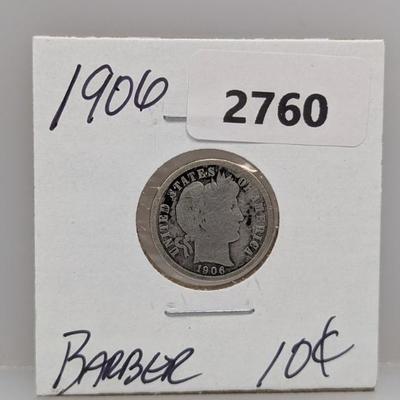 1906
2760
UNITED STATES OF AMERICA
1906
BARBER 10¢